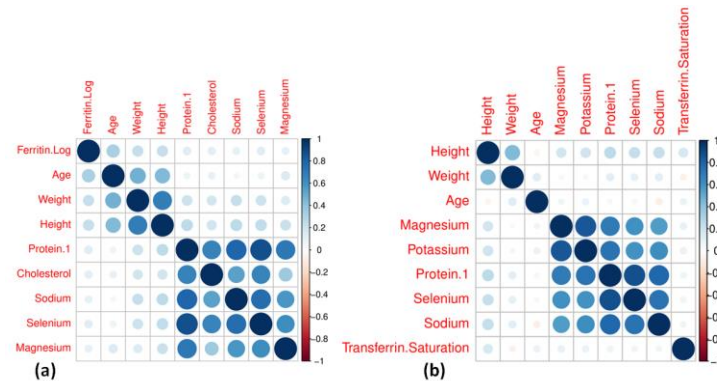 Ferritin.Log
Age
Weight
Height
Protein.1
Cholesterol
Sodium
Selenium
Magnesium
Ferritin.Log
Age
Weight
Height
Protein.1
Cholesterol
Sodium
Selenium
Magnesium
1
0.8
0.6
0.4
0.2
0
−0.2
−0.4
−0.6
−0.8
−1
(a)
Height
Weight
Age
Magnesium
Potassium
Protein.1
Selenium
Sodium
Transferrin.Saturation
Height
Weight
Age
Magnesium
Potassium
Protein.1
Selenium
Sodium
Transferrin.Saturation
(b)